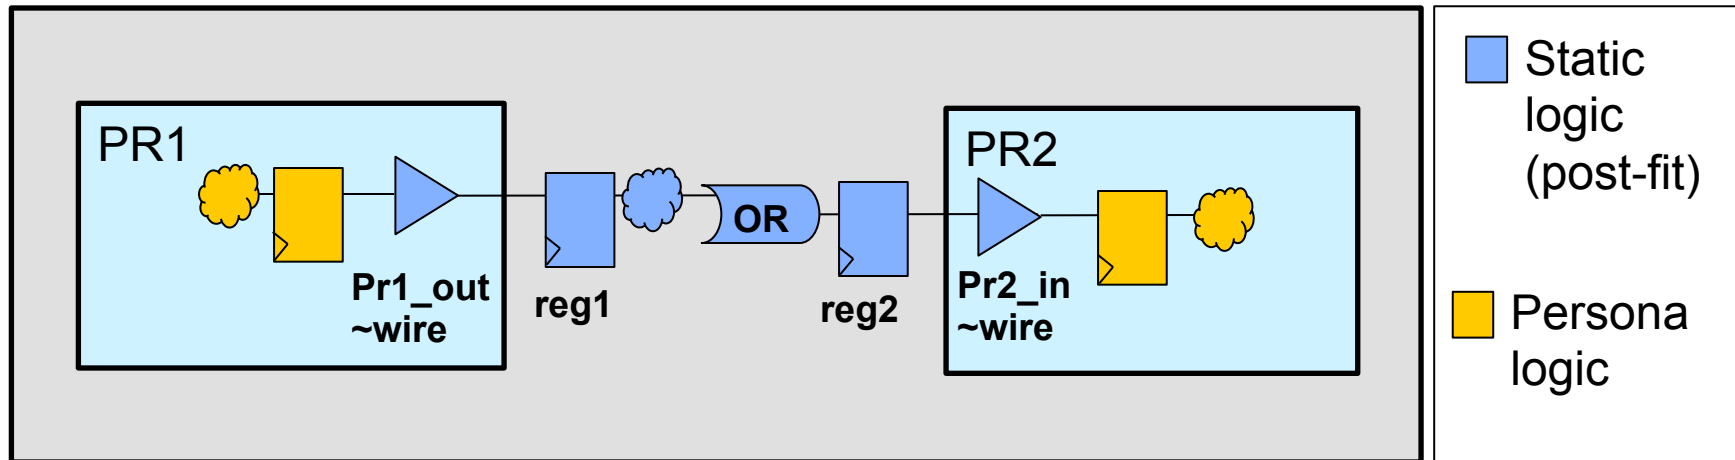 PR1
Pr1_out
~wire
reg1
OR
reg2
PR2
Pr2_in
~wire
Static
logic
(post-fit)
Persona
logic